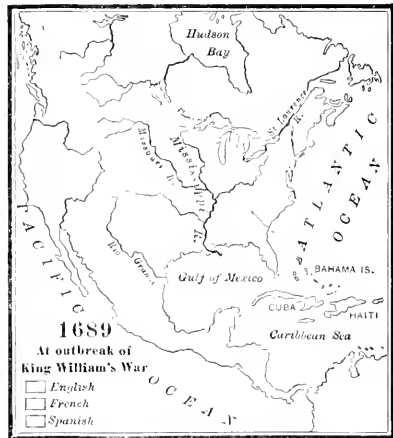 Hudson
Bay
St Lawrence
R.
Missouri R.
Mississippi
R.
ATLANTIC
OCEAN
PACIFIC
Rio Grande
Gulf of Mexico
BAHAMA IS.
CUBA
HAITI
Caribbean Sea
1689
At outbreak of
King William's War
English
French
Spanish
OCEAN